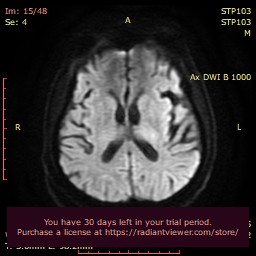 Im: 15/48
STP103
Se: 4
STP103
M
A
Ax DWI B 1000
R
L
You have 30 days left in your trial period.
Purchase a license at https://radiantviewer.com/store/